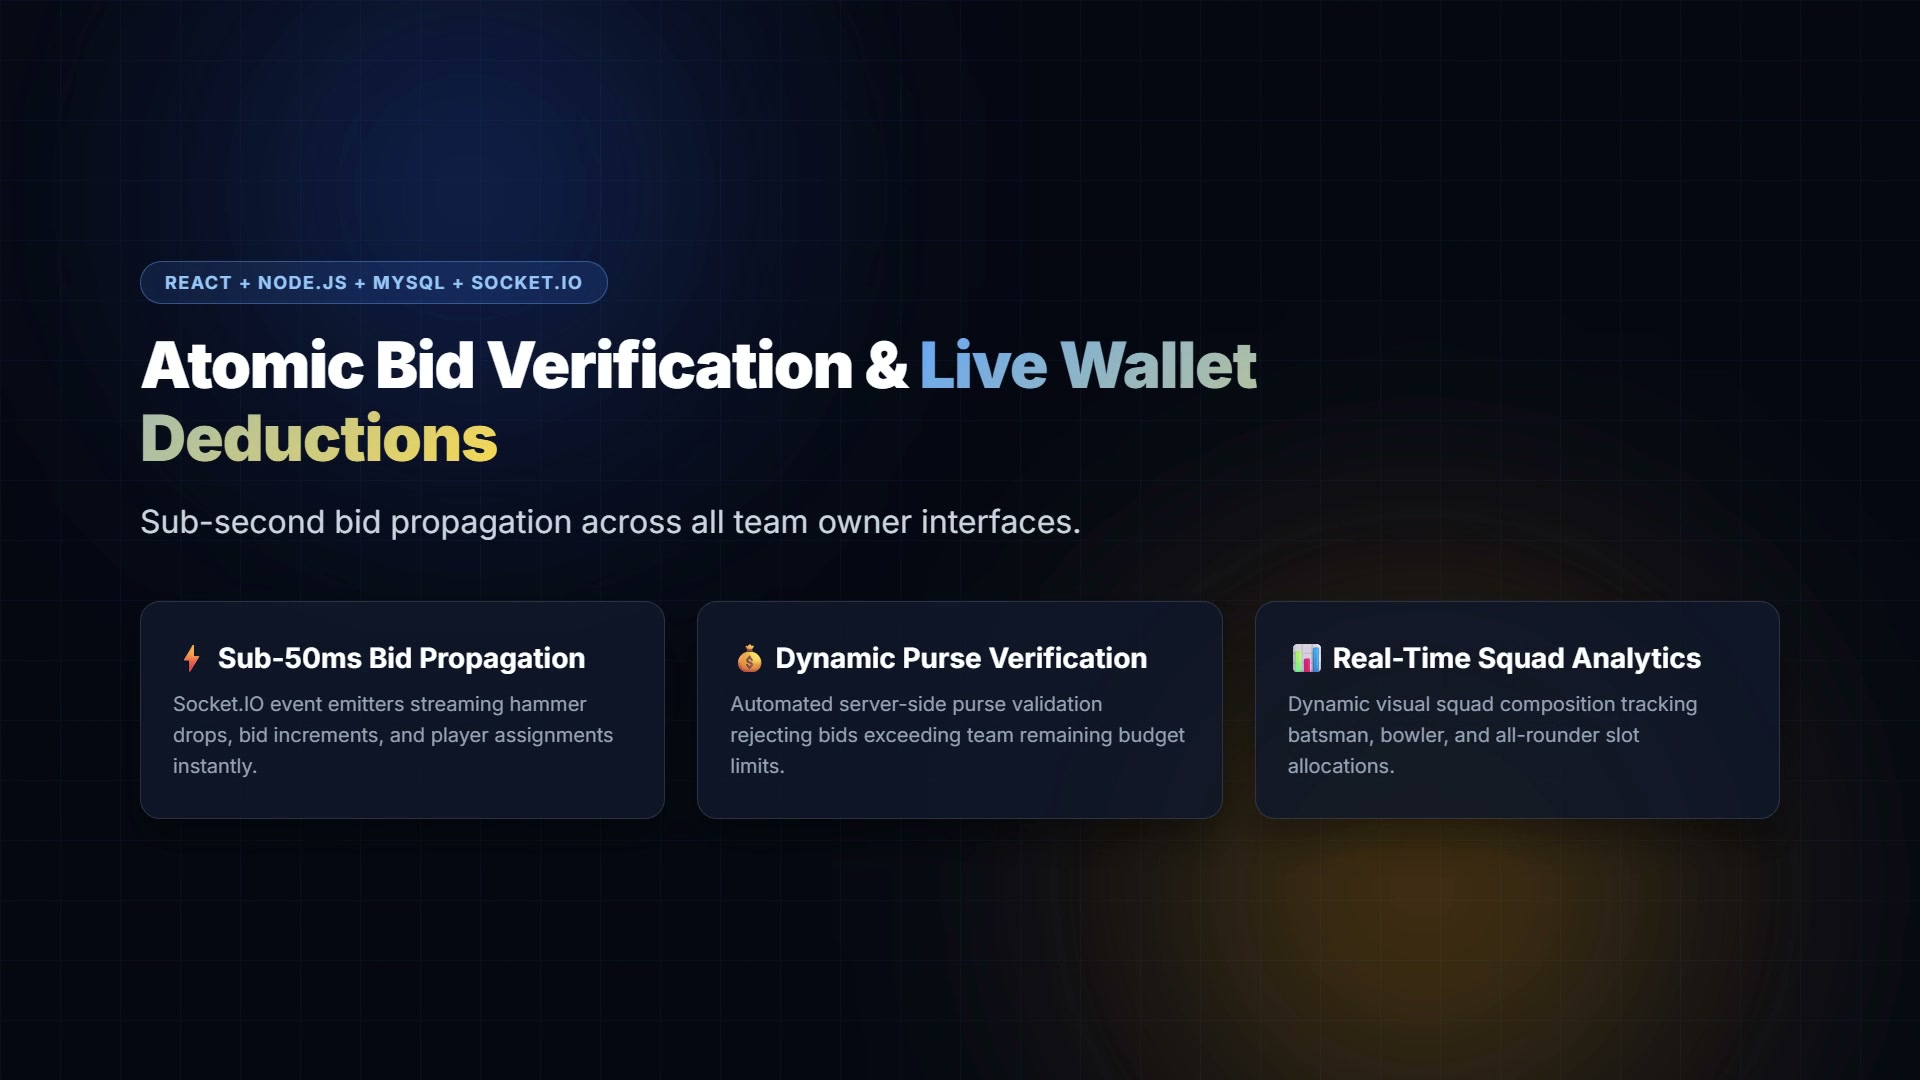 REACT + NODE.JS + MYSQL + SOCKET.IO
Atomic Bid Verification & Live Wallet
Deductions
Sub-second bid propagation across all team owner interfaces.
⚡ Sub-50ms Bid Propagation
Socket.IO event emitters streaming hammer
drops, bid increments, and player assignments
instantly.
💰 Dynamic Purse Verification
Automated server-side purse validation
rejecting bids exceeding team remaining budget
limits.
📊 Real-Time Squad Analytics
Dynamic visual squad composition tracking
batsman, bowler, and all-rounder slot
allocations.